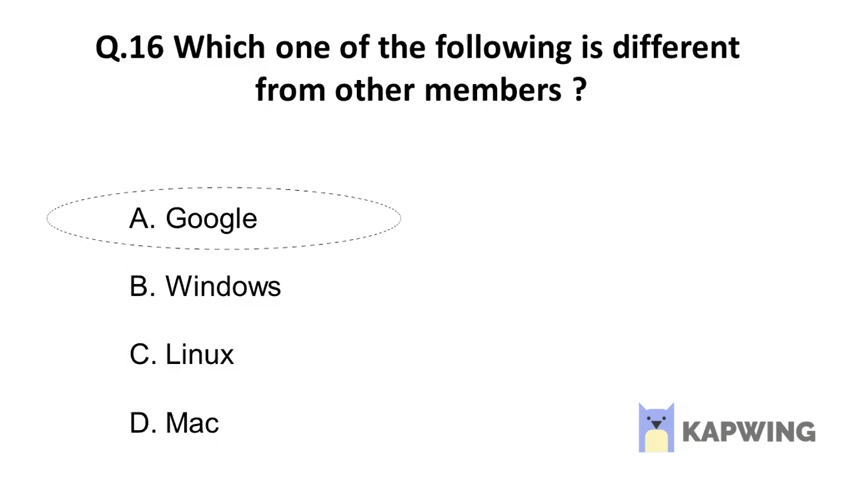 Q.16 Which one of the following is different
from other members ?
A. Google
B. Windows
C. Linux
D. Mac
KAPWING